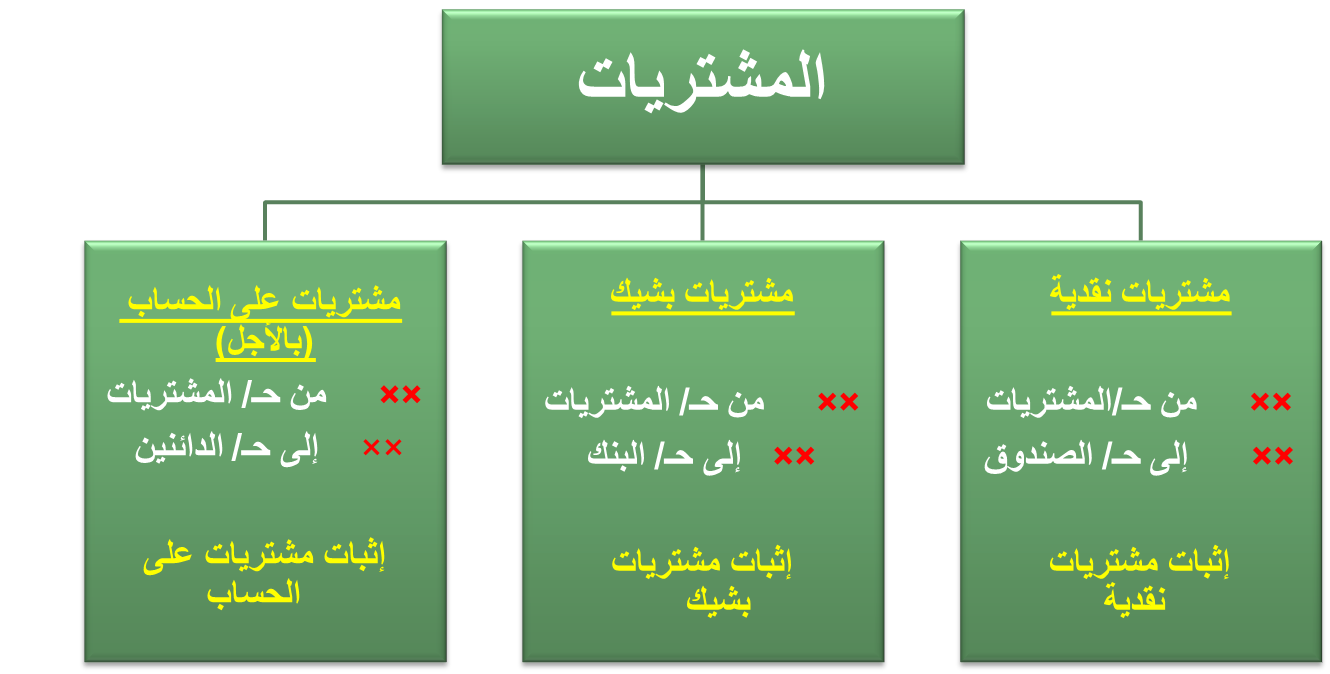 المشتريات
مشتريات نقدية
×× من حـ/المشتريات
×× إلى حـ/ الصندوق
إثبات مشتريات
نقدية
مشتريات بشيك
×× من حـ/ المشتريات
×× إلى حـ/ البنك
إثبات مشتريات
بشيك
مشتريات على الحساب
(بالأجل)
×× من حـ/ المشتريات
×× إلى حـ/ الدائنين
إثبات مشتريات على
الحساب